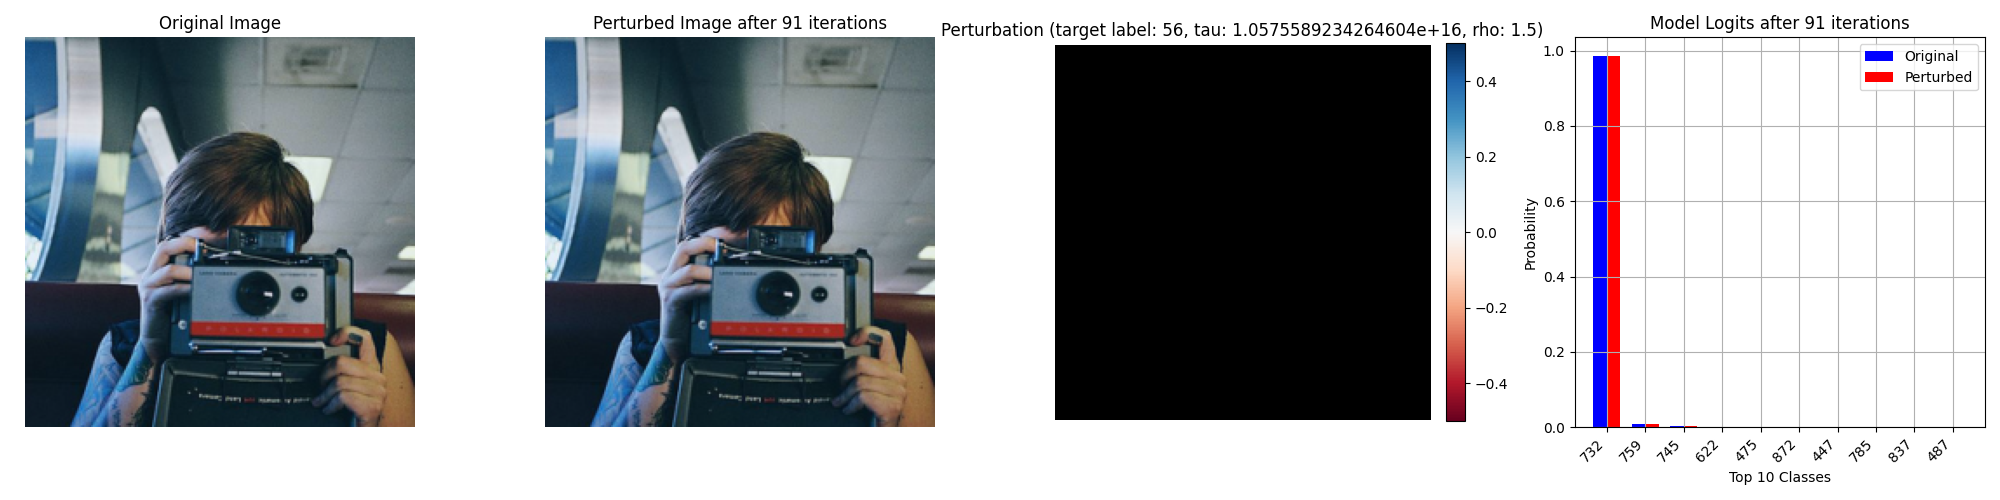 Original Image
Perturbed Image after 91 iterations
Perturbation (target label: 56, tau: 1.0575589234264604e+16, rho: 1.5)
Model Logits after 91 iterations
POLAROID
POLAROID
0.4
0.2
0.0
−0.2
−0.4
Probability
1.0
0.8
0.6
0.4
0.2
0.0
Original
Perturbed
732
759
745
622
475
872
447
785
837
487
Top 10 Classes